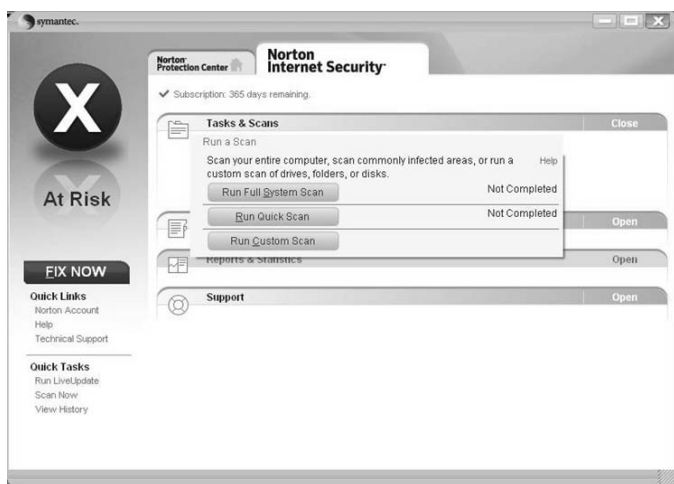 symantec.
Norton
Protection Center
Norton
Internet Security
Subscription: 365 days remaining.
X
At Risk
FIX NOW
Quick Links
Norton Account
Help
Technical Support
Quick Tasks
Run LiveUpdate
Scan Now
View History
Tasks & Scans Close
Run a Scan
Scan your entire computer, scan commonly infected areas, or run a Help
custom scan of drives, folders, or disks.
Run Full System Scan Not Completed
Run Quick Scan Not Completed
Run Custom Scan
Open
Reports & Statistics Open
Support Open